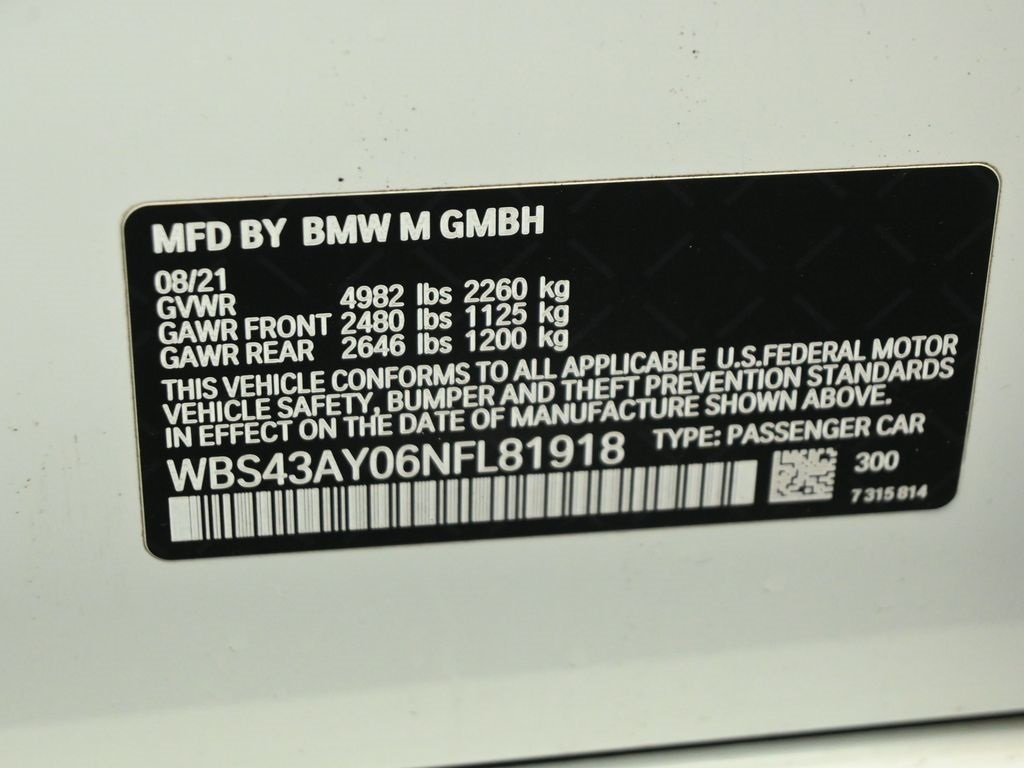 MFD BY BMW M GMBH
08/21
GVWR 4982 lbs 2260 kg
GAWR FRONT 2480 lbs 1125 kg
GAWR REAR 2646 lbs 1200 kg
THIS VEHICLE CONFORMS TO ALL APPLICABLE U.S.FEDERAL MOTOR
VEHICLE SAFETY, BUMPER AND THEFT PREVENTION STANDARDS
IN EFFECT ON THE DATE OF MANUFACTURE SHOWN ABOVE.
WBS43AY06NFL81918 TYPE: PASSENGER CAR
300
7 315 814